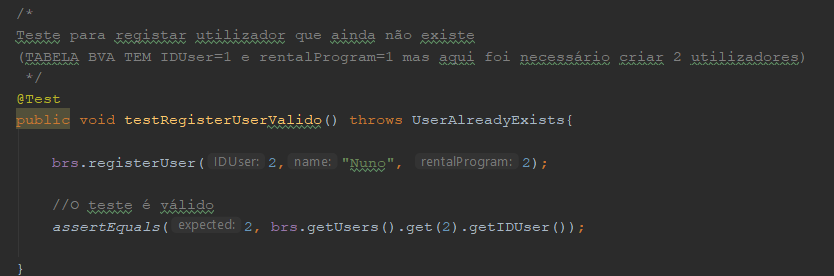 /*
Teste para registar utilizador que ainda não existe
(TABELA BVA TEM IDUser=1 e rentalProgram=1 mas aqui foi necessário criar 2 utilizadores)
*/
@Test
public void testRegisterUserValido() throws UserAlreadyExists{
brs.registerUser( IDUser: 2, name: "Nuno", rentalProgram: 2);
//O teste é válido
assertEquals( expected: 2, brs.getUsers().get(2).getIDUser());
}